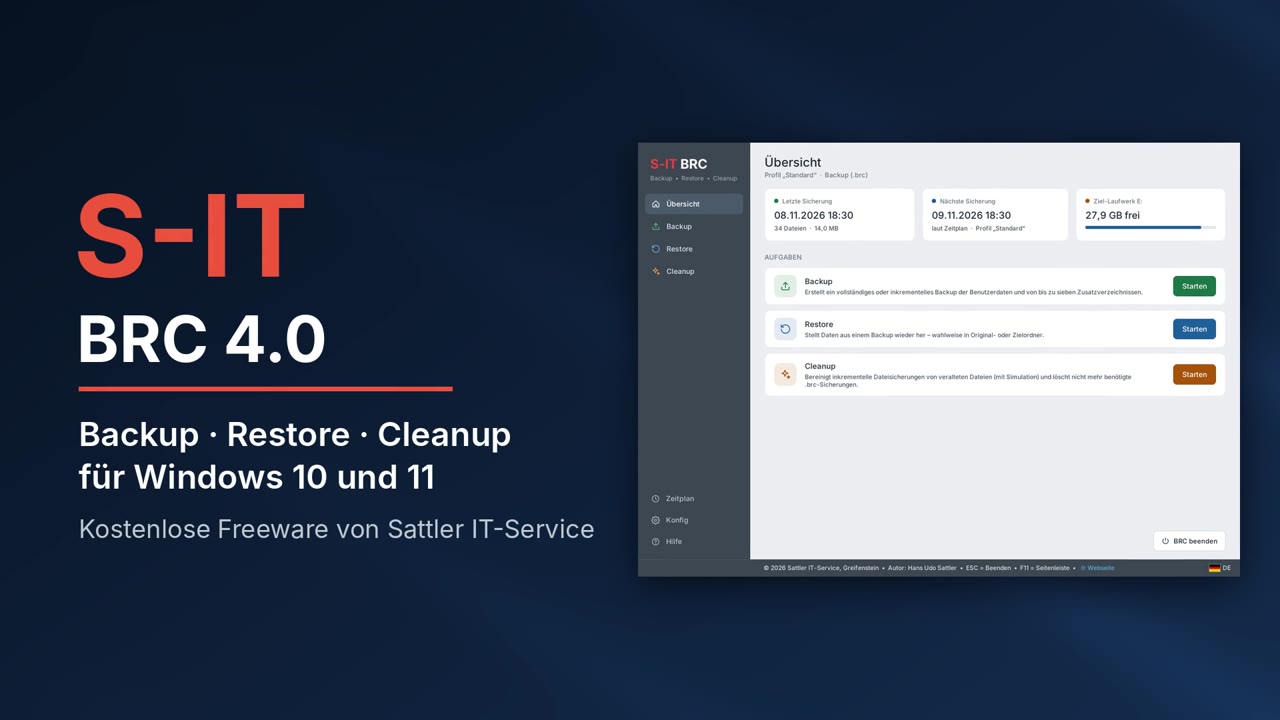 S-IT
BRC 4.0
Backup · Restore · Cleanup
für Windows 10 und 11
Kostenlose Freeware von Sattler IT-Service
S-IT BRC
Backup • Restore • Cleanup
Übersicht
Backup
Restore
Cleanup
Zeitplan
Konfig
Hilfe
Übersicht
Profil „Standard“ · Backup (.brc)
Letzte Sicherung
08.11.2026 18:30
34 Dateien · 14,0 MB
Nächste Sicherung
09.11.2026 18:30
laut Zeitplan · Profil „Standard“
Ziel-Laufwerk E:
27,9 GB frei
AUFGABEN
Backup
Erstellt ein vollständiges oder inkrementelles Backup der Benutzerdaten und von bis zu sieben Zusatzverzeichnissen.
Starten
Restore
Stellt Daten aus einem Backup wieder her – wahlweise in Original- oder Zielordner.
Starten
Cleanup
Bereinigt inkrementelle Dateisicherungen von veralteten Dateien (mit Simulation) und löscht nicht mehr benötigte
.brc-Sicherungen.
Starten
BRC beenden
© 2026 Sattler IT-Service, Greifenstein • Autor: Hans Udo Sattler • ESC = Beenden • F11 = Seitenleiste • Webseite
DE